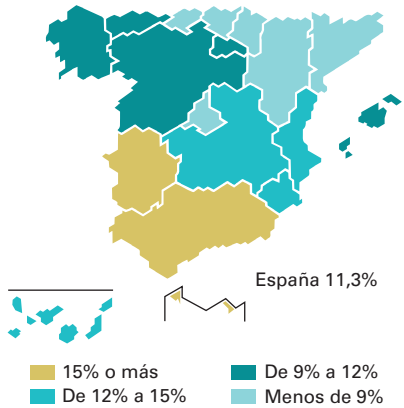 España 11,3%
15% o más
De 9% a 12%
De 12% a 15%
Menos de 9%